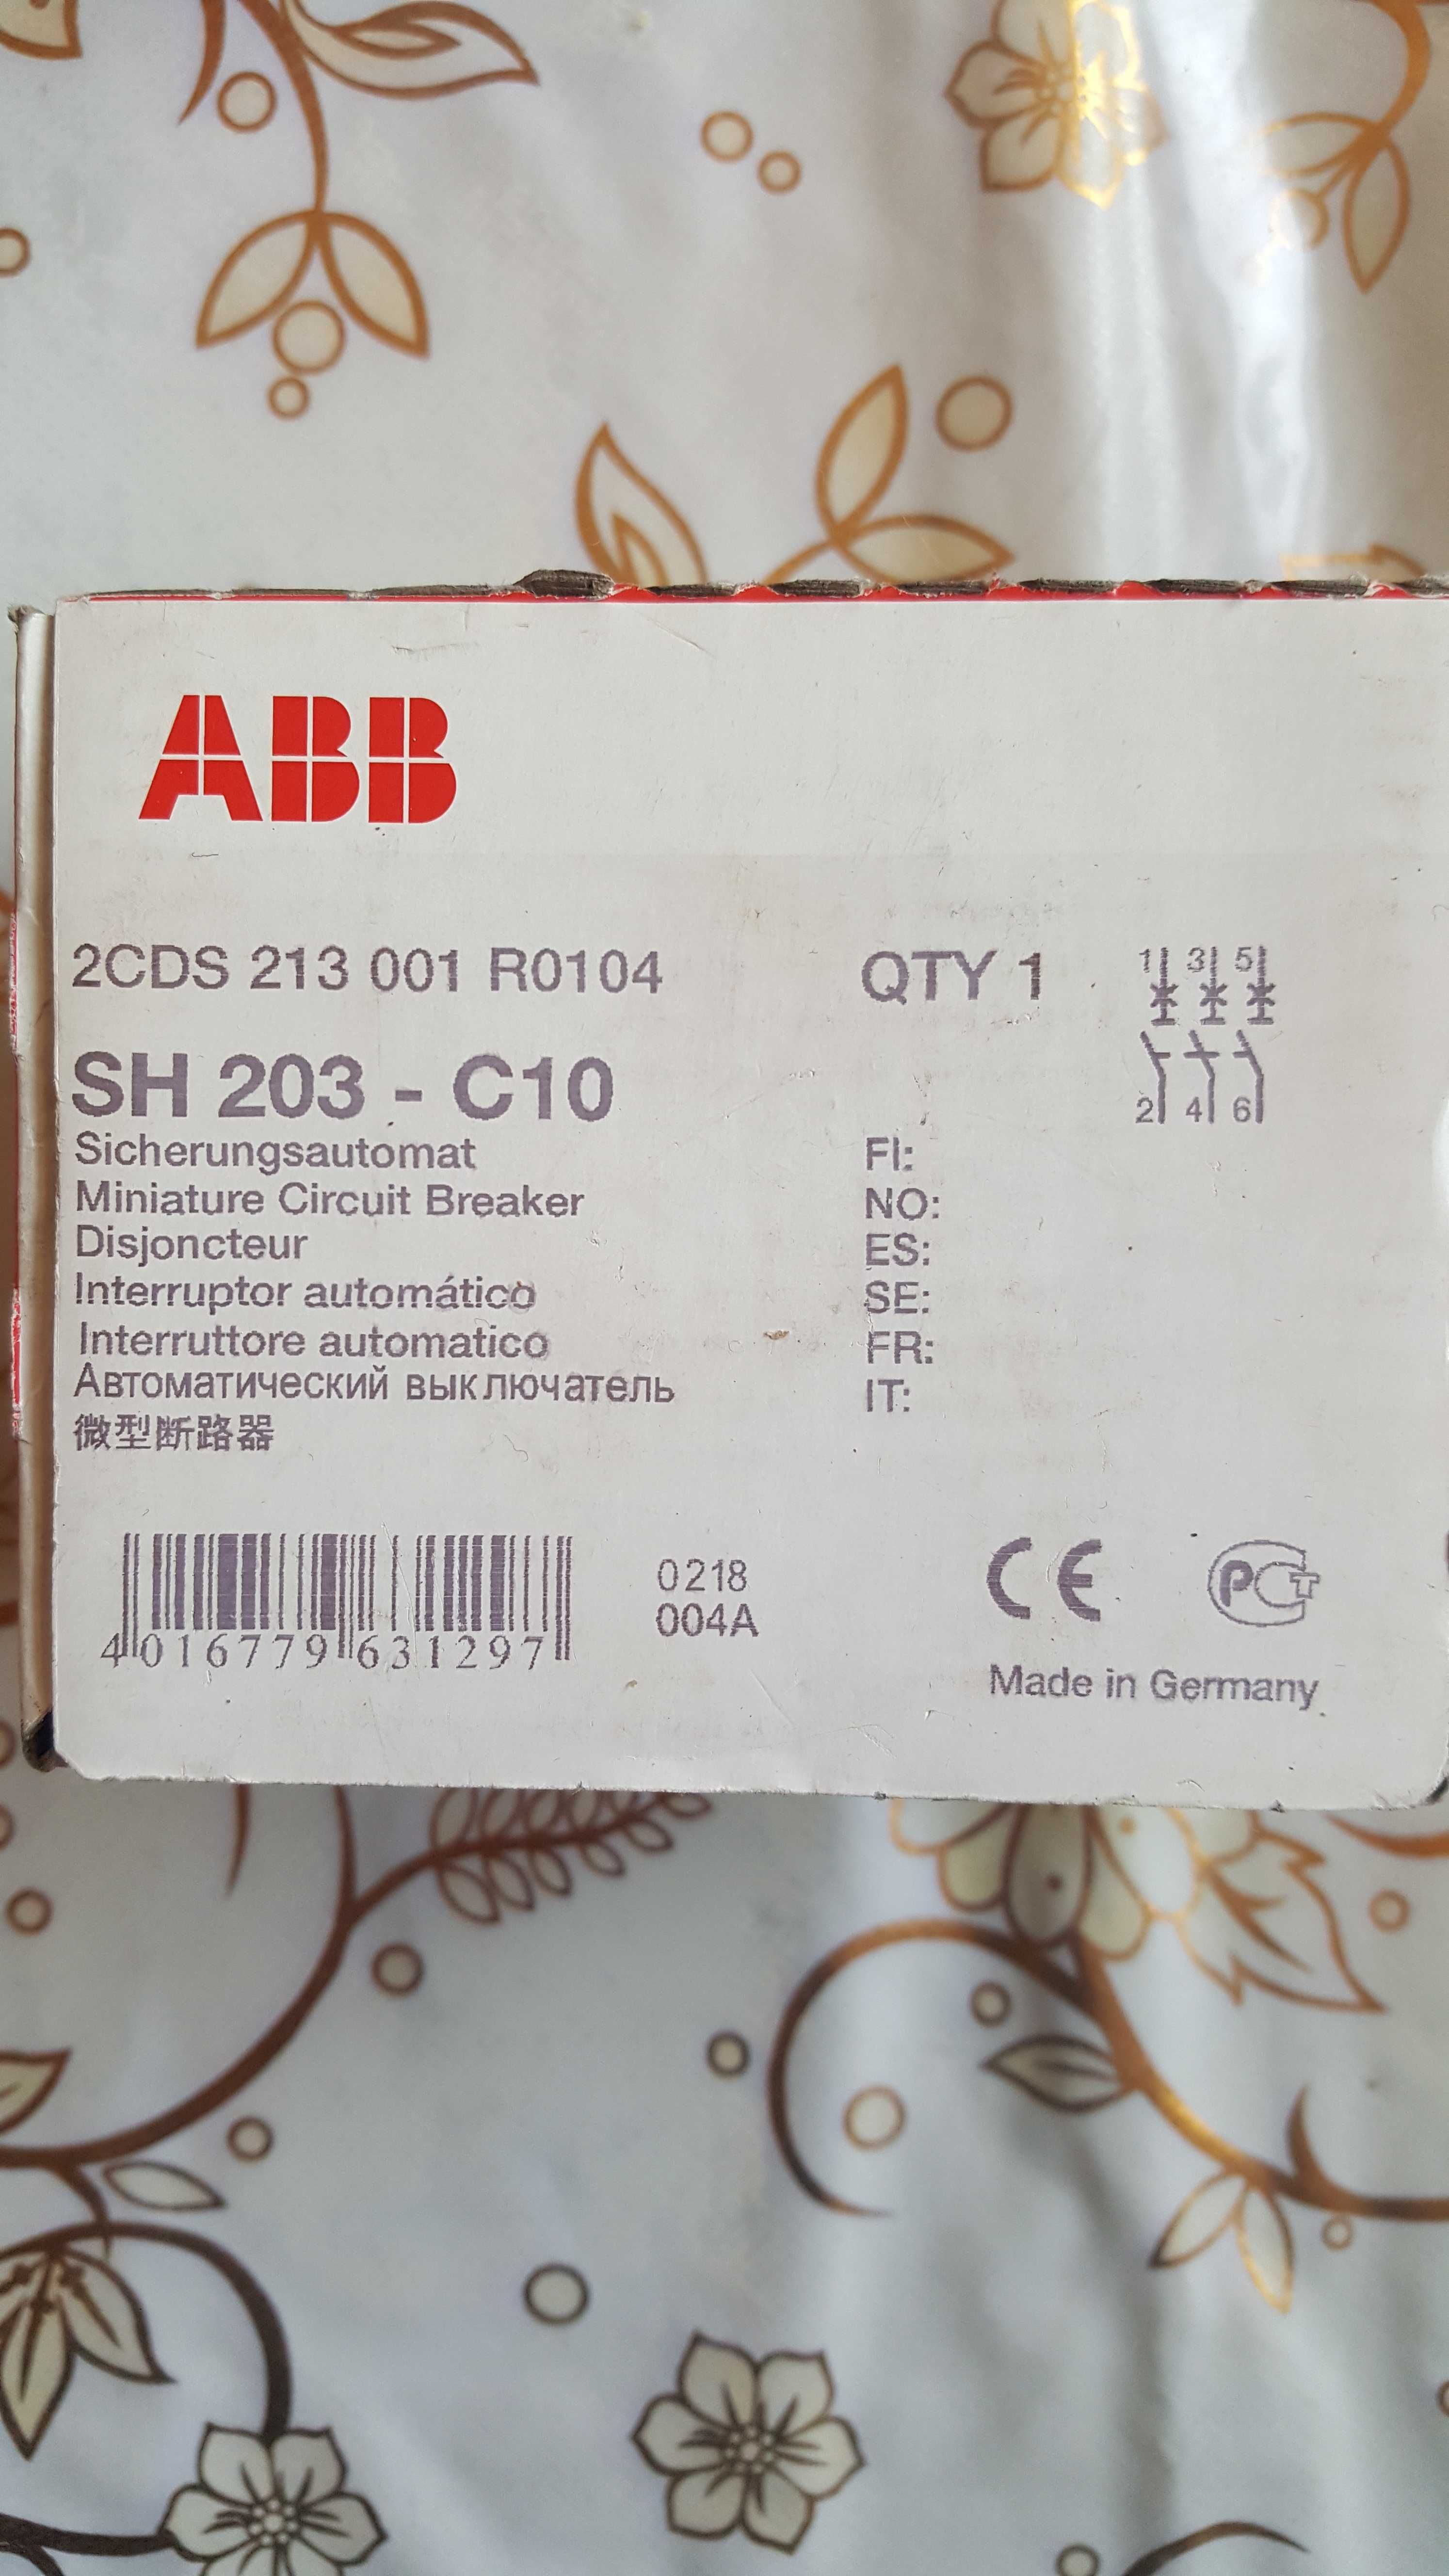 ABB
2CDS 213 001 R0104
QTY 1
1 3 5
2 4 6
SH 203 - C10
Sicherungsautomat
Miniature Circuit Breaker
Disjoncteur
Interruptor automático
Interruttore automatico
Автоматический выключатель
微型断路器
FI:
NO:
ES:
SE:
FR:
IT:
4 016779 631297
0218
004A
CE
РСТ
Made in Germany